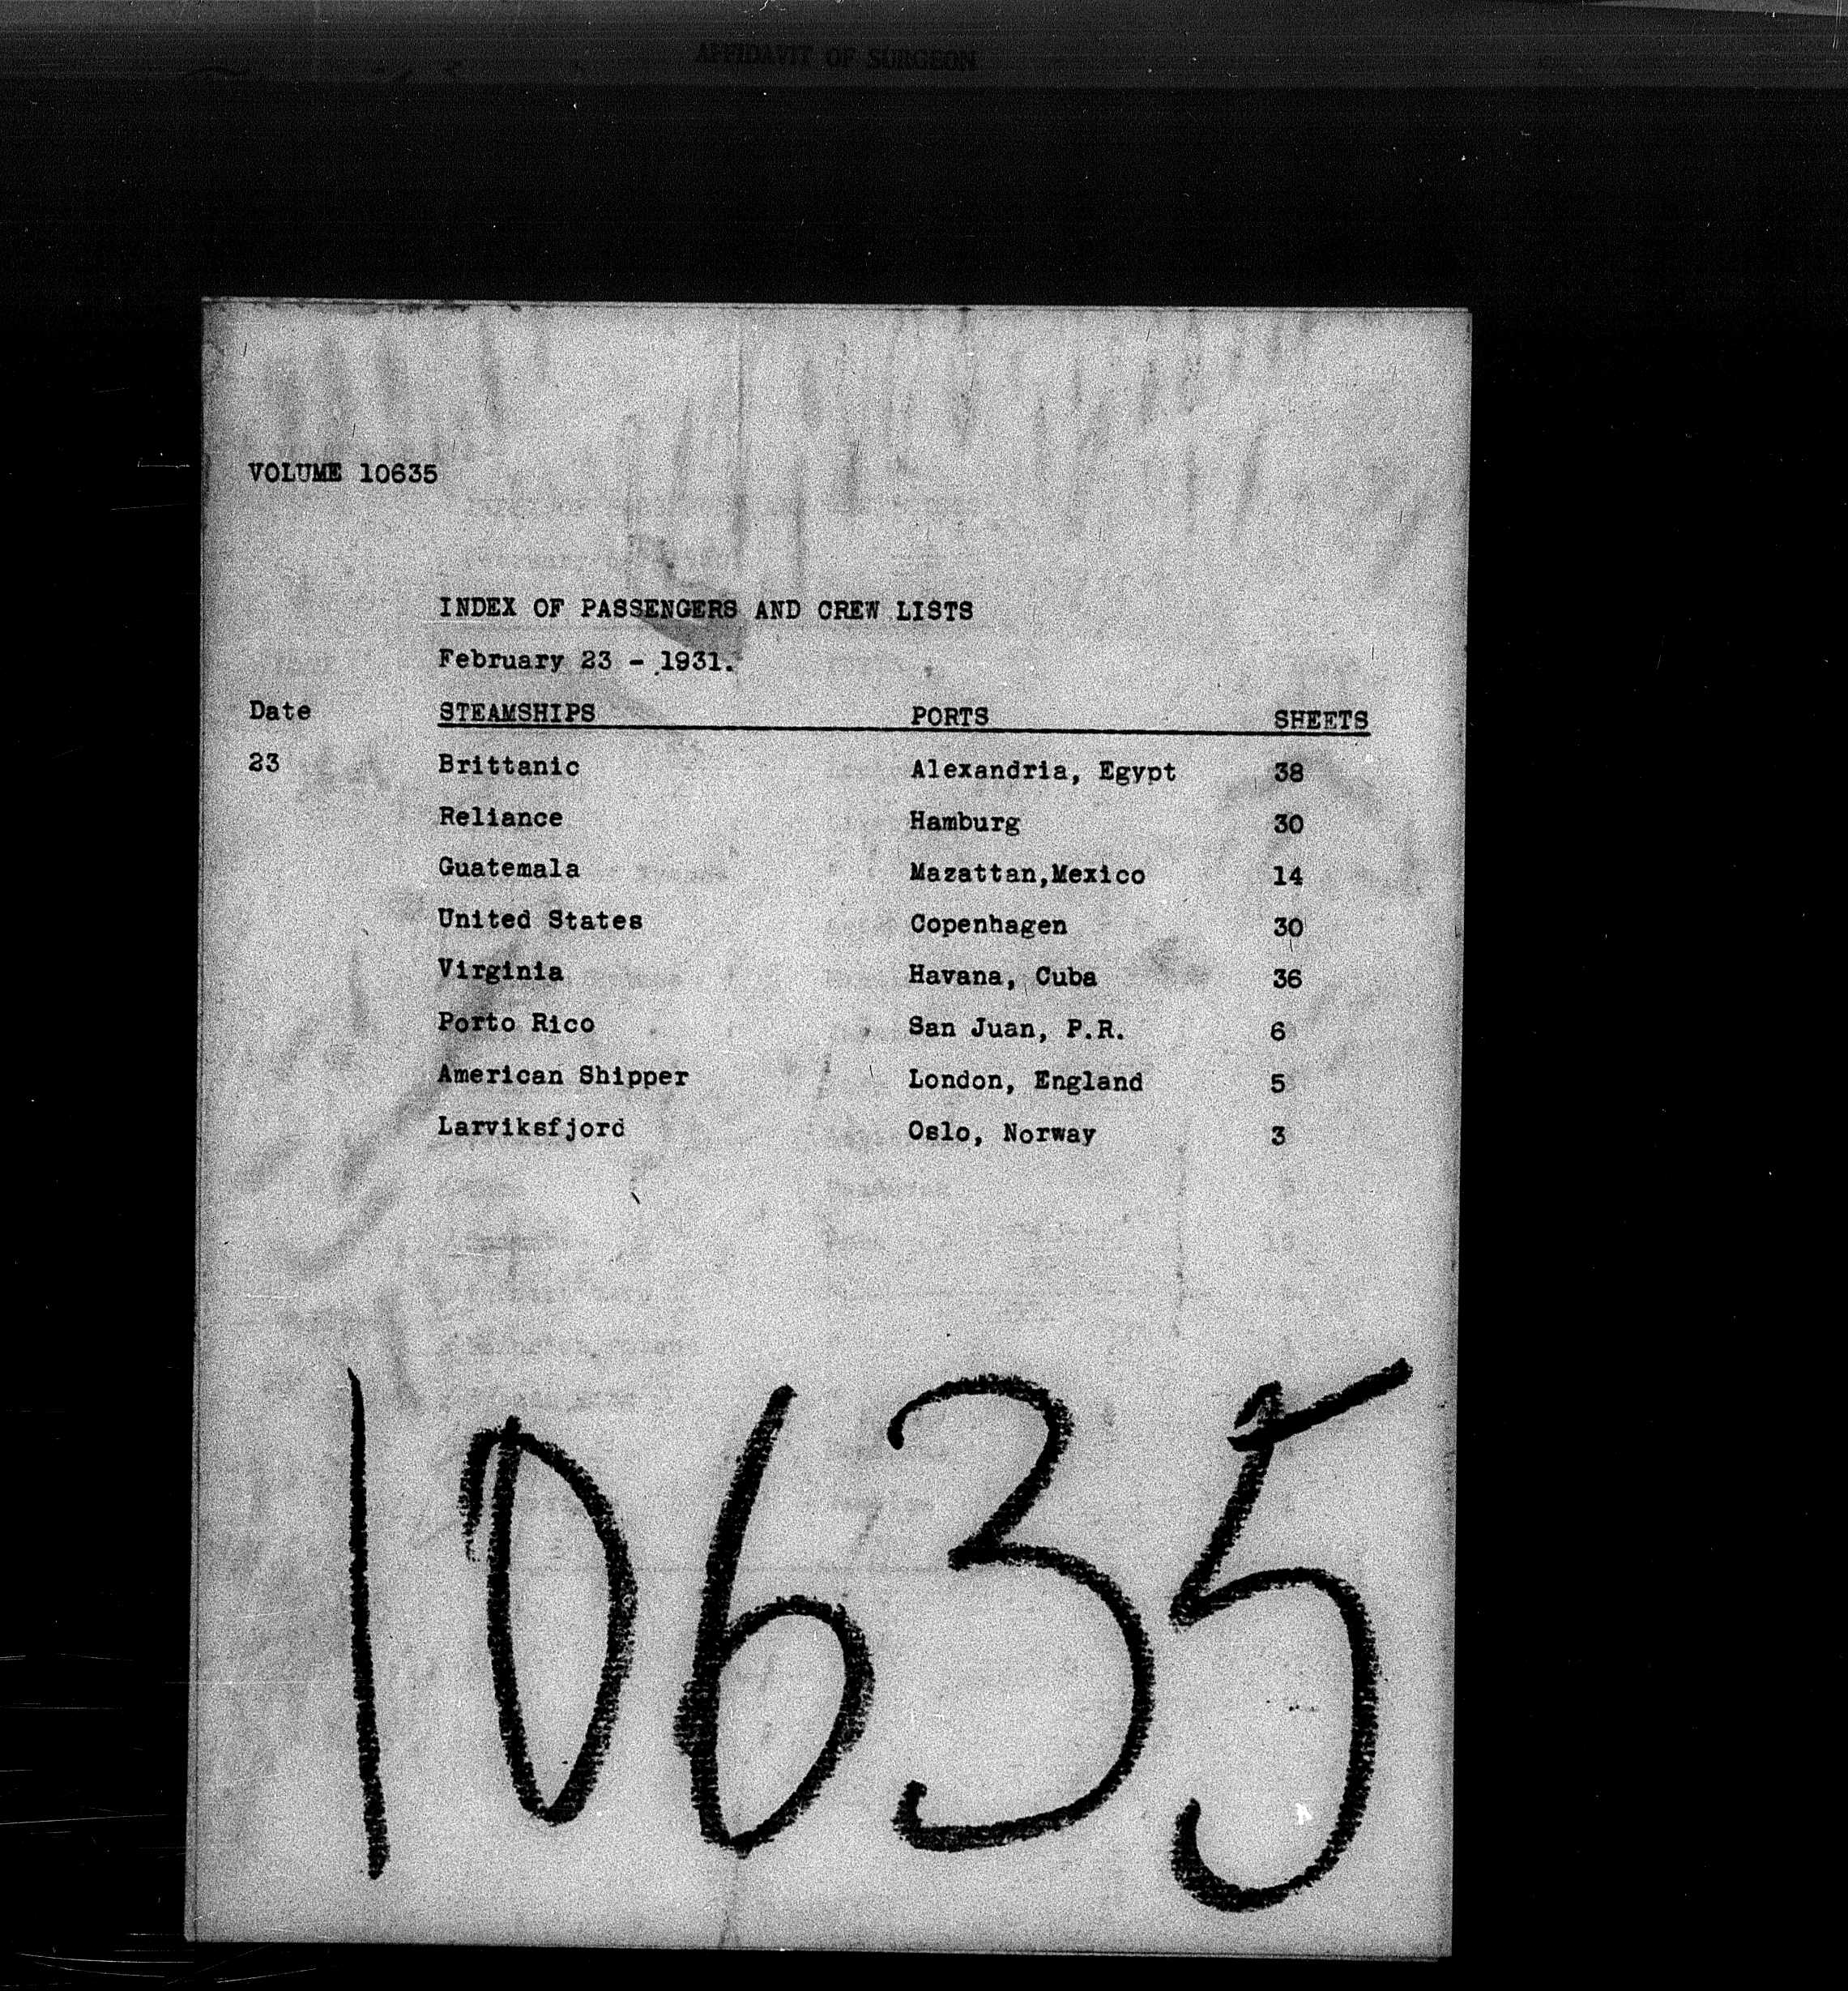 AFFIDAVIT OF SURGEON
VOLUME 10635
INDEX OF PASSENGERS AND CREW LISTS
February 23 - 1931.
Date STEAMSHIPS PORTS SHEETS
23 Brittanic Alexandria, Egypt 38
Reliance Hamburg 30
Guatemala Mazattan,Mexico 14
United States Copenhagen 30
Virginia Havana, Cuba 36
Porto Rico San Juan, P.R. 6
American Shipper London, England 5
Larviksfjord Oslo, Norway 3
10635